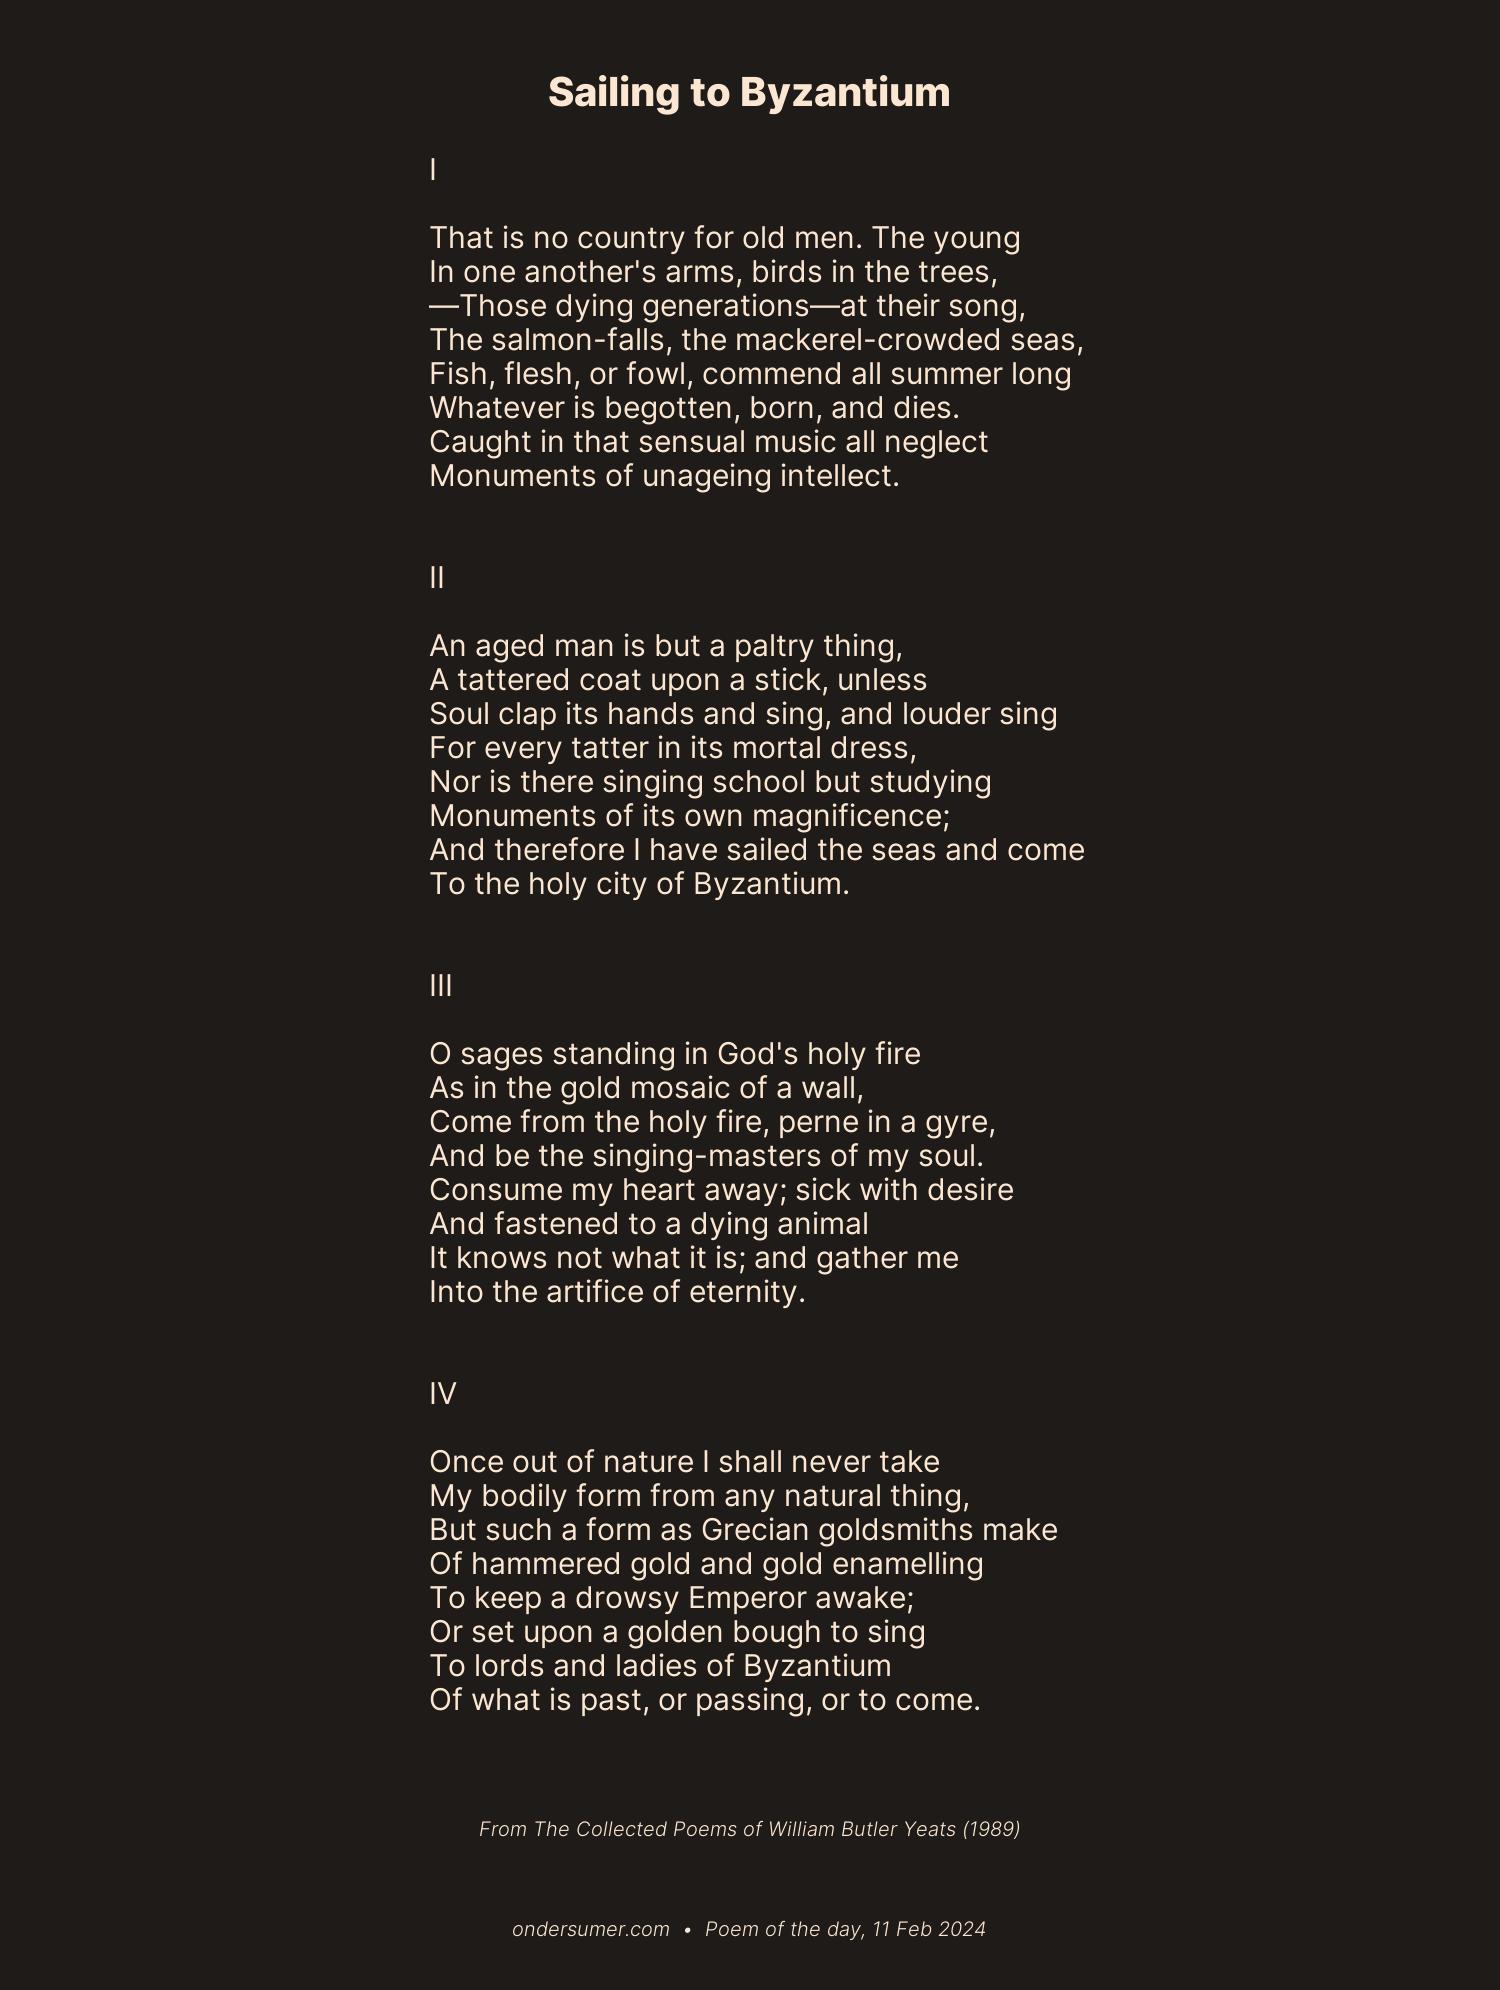 Sailing to Byzantium
I
That is no country for old men. The young
In one another's arms, birds in the trees,
—Those dying generations—at their song,
The salmon-falls, the mackerel-crowded seas,
Fish, flesh, or fowl, commend all summer long
Whatever is begotten, born, and dies.
Caught in that sensual music all neglect
Monuments of unageing intellect.
II
An aged man is but a paltry thing,
A tattered coat upon a stick, unless
Soul clap its hands and sing, and louder sing
For every tatter in its mortal dress,
Nor is there singing school but studying
Monuments of its own magnificence;
And therefore I have sailed the seas and come
To the holy city of Byzantium.
III
O sages standing in God's holy fire
As in the gold mosaic of a wall,
Come from the holy fire, perne in a gyre,
And be the singing-masters of my soul.
Consume my heart away; sick with desire
And fastened to a dying animal
It knows not what it is; and gather me
Into the artifice of eternity.
IV
Once out of nature I shall never take
My bodily form from any natural thing,
But such a form as Grecian goldsmiths make
Of hammered gold and gold enamelling
To keep a drowsy Emperor awake;
Or set upon a golden bough to sing
To lords and ladies of Byzantium
Of what is past, or passing, or to come.
From The Collected Poems of William Butler Yeats (1989)
ondersumer.com • Poem of the day, 11 Feb 2024